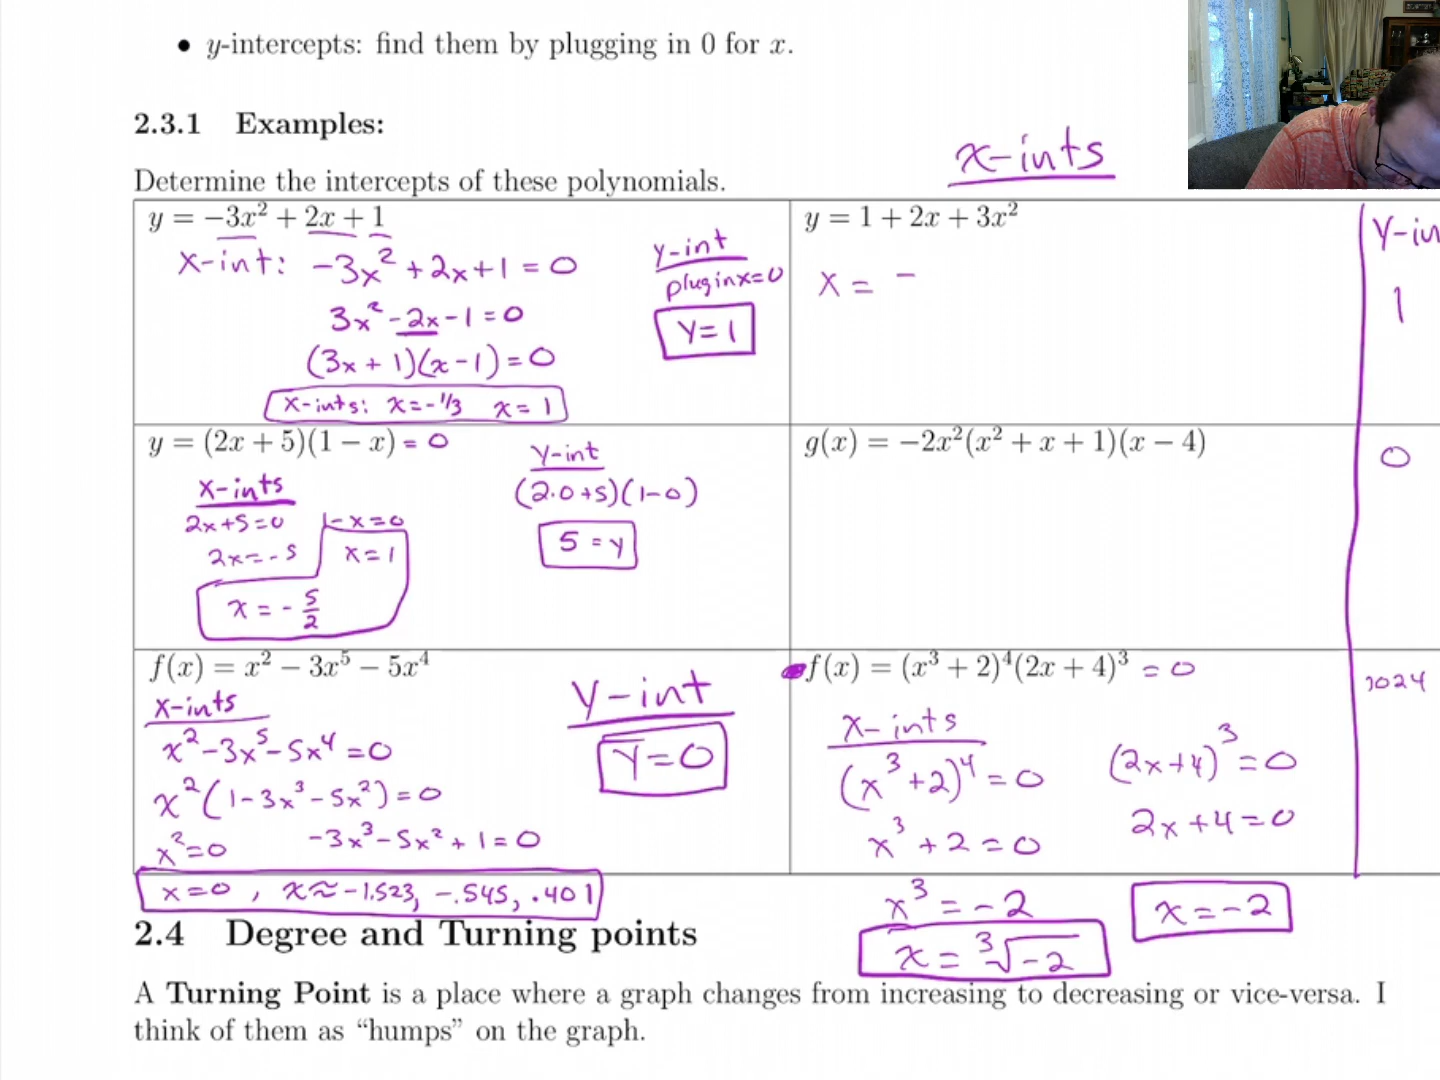 • y-intercepts: find them by plugging in 0 for x.
2.3.1 Examples:
x-ints
Determine the intercepts of these polynomials.
y = −3x² + 2x + 1
x-int: -3x² + 2x + 1 = 0
3x² - 2x - 1 = 0
(3x + 1)(x - 1) = 0
x-ints: x = -1/3 x = 1
y-int
plug in x=0
y = 1
y = 1 + 2x + 3x²
x = -
y-in
1
y = (2x + 5)(1 − x) = 0
x-ints
2x+5=0 1-x=0
2x=-5 x=1
x = -5/2
y-int
(2·0+5)(1-0)
5 = y
g(x) = −2x²(x² + x + 1)(x − 4)
0
f(x) = x² − 3x⁵ − 5x⁴
x-ints
x² - 3x⁵ - 5x⁴ = 0
x²(1 - 3x³ - 5x²) = 0
x² = 0 -3x³ - 5x² + 1 = 0
x = 0, x ≈ -1.523, -.545, .401
y-int
y = 0
f(x) = (x³ + 2)⁴(2x + 4)³ = 0
x-ints
(x³ + 2)⁴ = 0 (2x+4)³ = 0
x³ + 2 = 0 2x + 4 = 0
x³ = -2 x = -2
x = ³√-2
1024
2.4 Degree and Turning points
A Turning Point is a place where a graph changes from increasing to decreasing or vice-versa. I
think of them as “humps” on the graph.